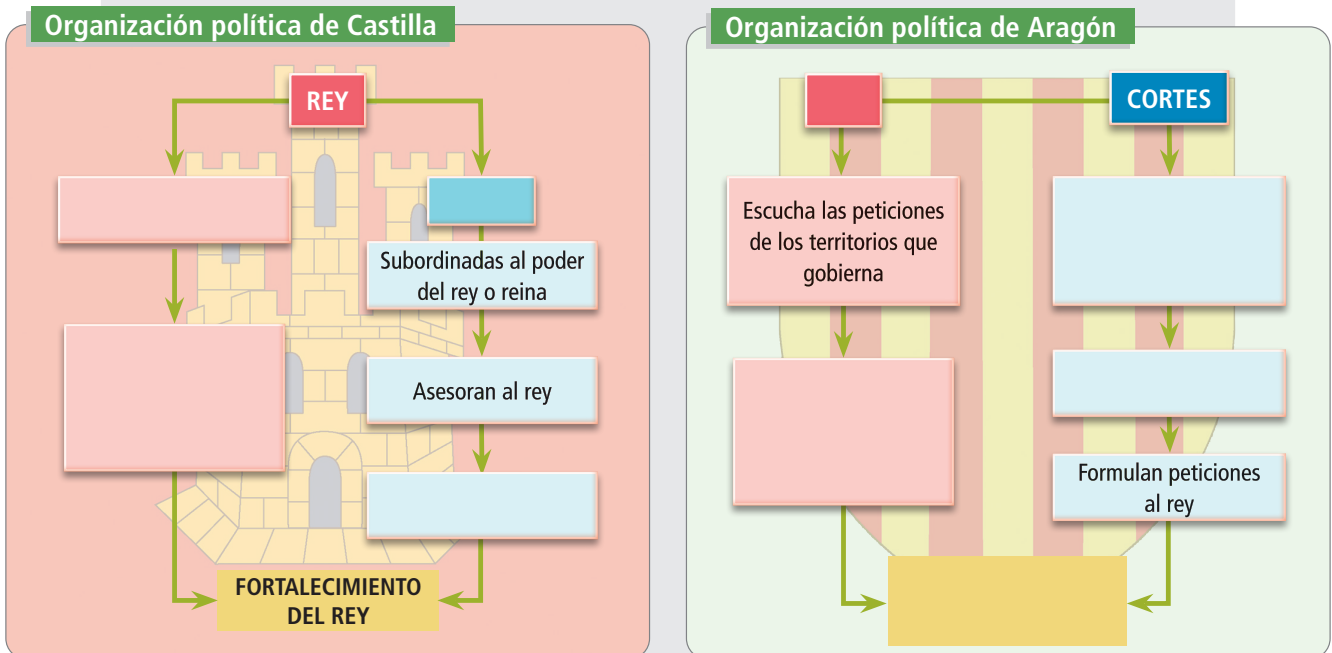 Organización política de Castilla
REY
Subordinadas al poder
del rey o reina
Asesoran al rey
FORTALECIMIENTO
DEL REY
Organización política de Aragón
CORTES
Escucha las peticiones
de los territorios que
gobierna
Formulan peticiones
al rey